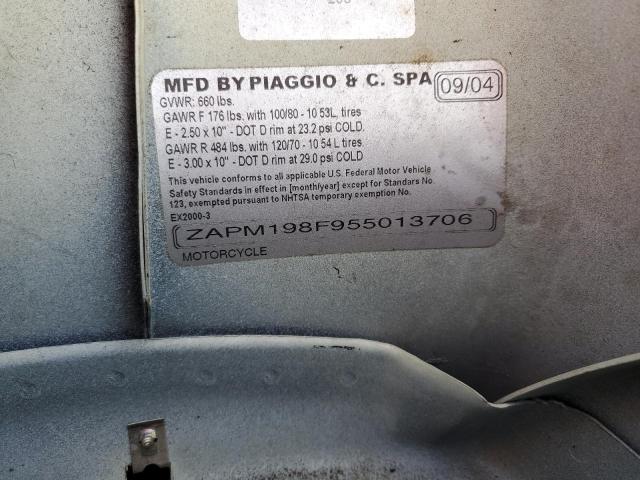 MFD BY PIAGGIO & C. SPA 09/04
GVWR: 660 lbs.
GAWR F 176 lbs. with 100/80 - 10 53L, tires
E - 2.50 x 10" - DOT D rim at 23.2 psi COLD.
GAWR R 484 lbs. with 120/70 - 10 54 L tires
E - 3.00 x 10" - DOT D rim at 29.0 psi COLD
This vehicle conforms to all applicable U.S. Federal Motor Vehicle
Safety Standards in effect in [month/year] except for Standars No.
123, exempted pursuant to NHTSA temporary exemption No.
EX2000-3
ZAPM198F955013706
MOTORCYCLE